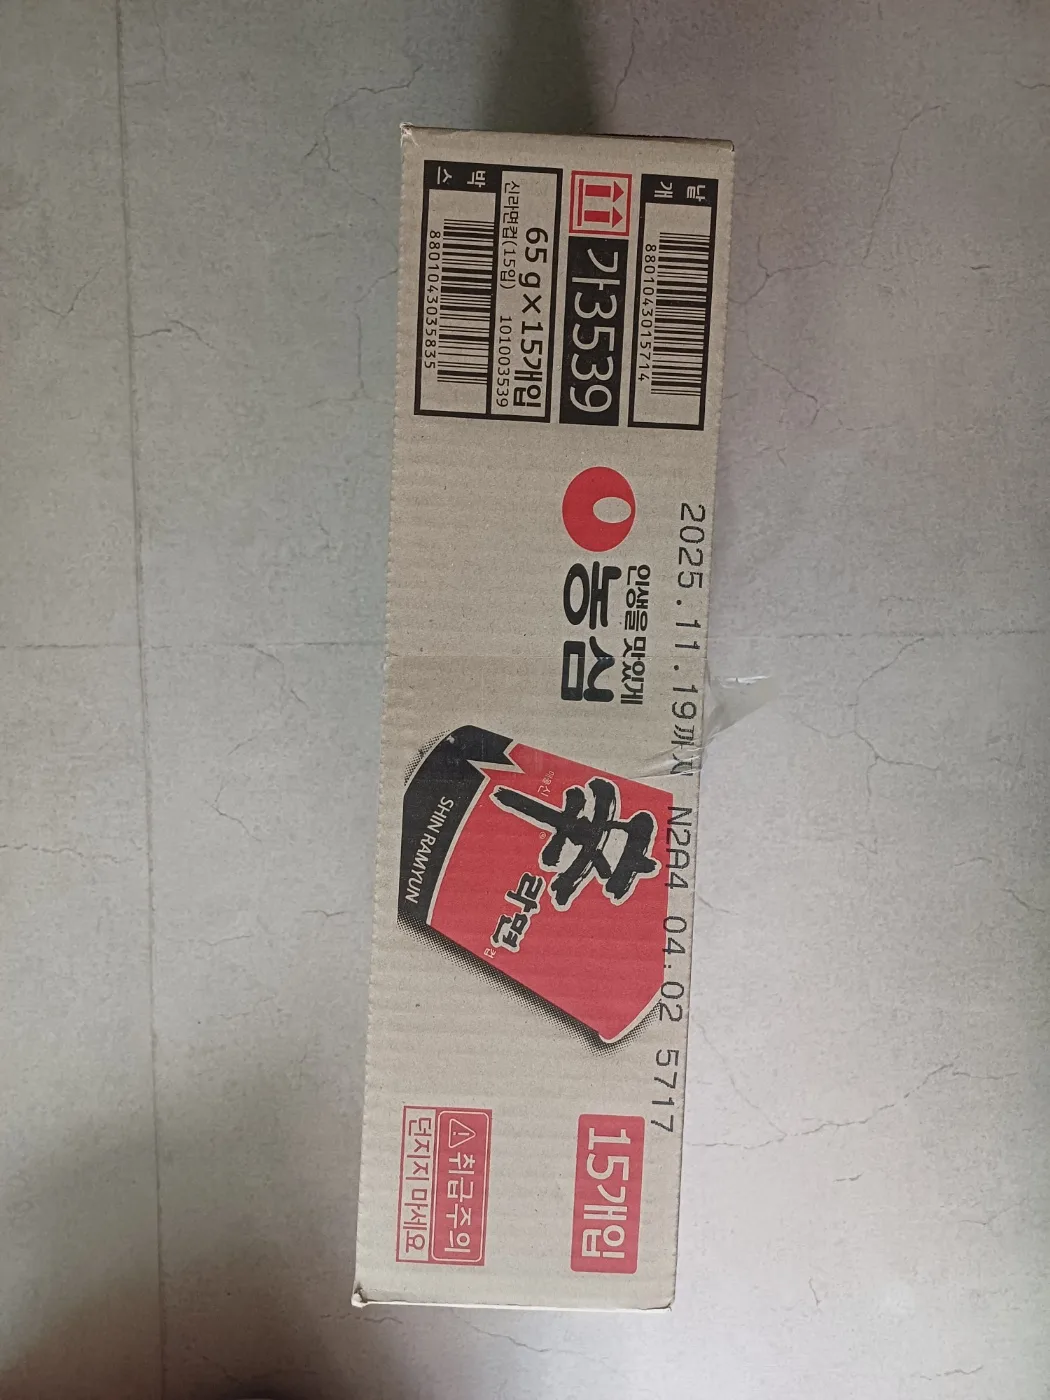 낱개
8801043015714
가3539
65 g × 15개입
신라면컵(15입) 101003539
박스
8801043035835
인생을 맛있게
농심
2025.11.19까지 N2A4 04:02 5717
辛
라면
컵
SHIN RAMYUN
15개입
취급주의
던지지 마세요